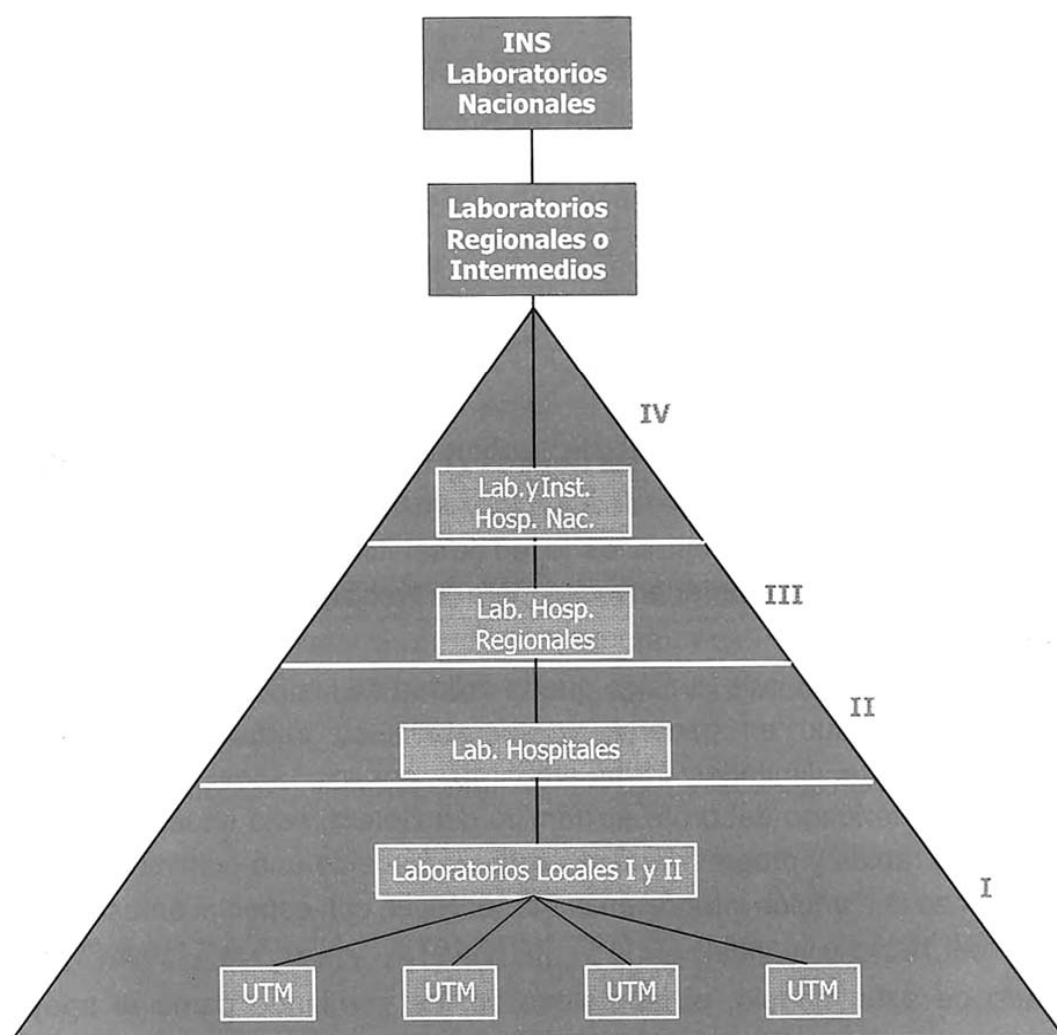 INS
Laboratorios
Nacionales
Laboratorios
Regionales o
Intermedios
IV
Lab.yInst.
Hosp. Nac.
III
Lab. Hosp.
Regionales
II
Lab. Hospitales
Laboratorios Locales I y II
I
UTM
UTM
UTM
UTM